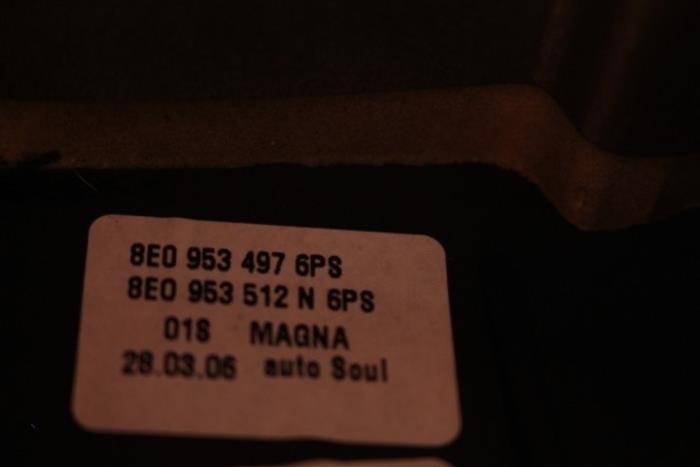 8E0 953 497 6PS
8E0 953 512 N 6PS
01S MAGNA
28.03.06 auto Soul